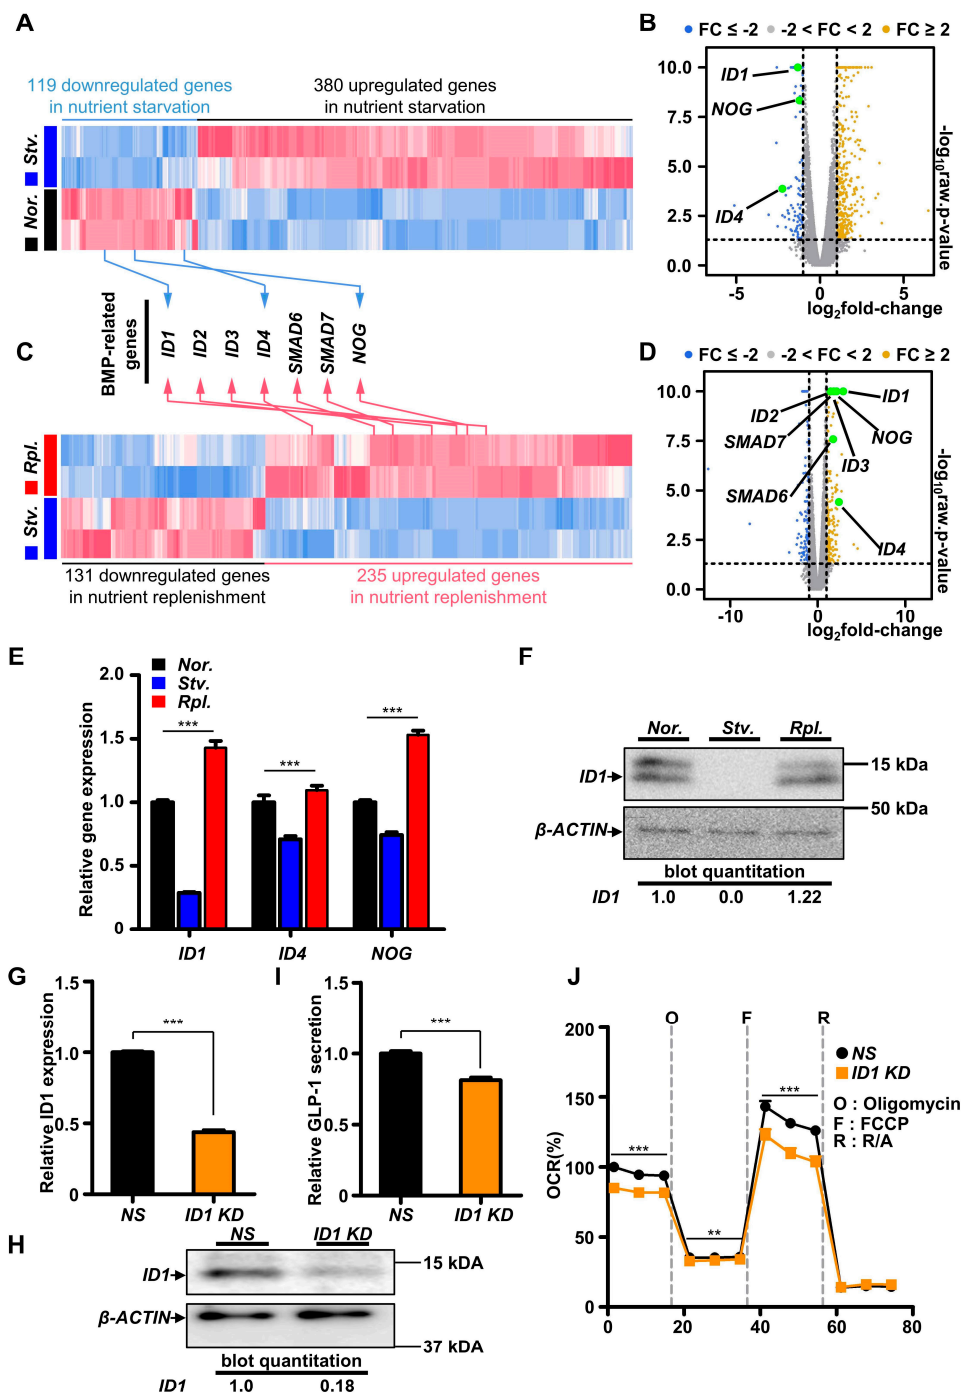 A
119 downregulated genes
in nutrient starvation
380 upregulated genes
in nutrient starvation
Stv.
Nor.
B
FC ≤ -2
-2 < FC < 2
FC ≥ 2
10.0
7.5
5.0
2.5
0.0
ID1
NOG
ID4
-log10raw. p-value
-5
0
5
log2fold-change
BMP-related
genes
ID1
ID2
ID3
ID4
SMAD6
SMAD7
NOG
C
Rpl.
Stv.
131 downregulated genes
in nutrient replenishment
235 upregulated genes
in nutrient replenishment
D
FC ≤ -2
-2 < FC < 2
FC ≥ 2
10.0
7.5
5.0
2.5
0.0
ID2
ID1
SMAD7
NOG
ID3
SMAD6
ID4
-log10raw. p-value
-10
0
10
log2fold-change
E
Nor.
Stv.
Rpl.
Relative gene expression
2.0
1.5
1.0
0.5
0
***
***
***
ID1
ID4
NOG
F
Nor.
Stv.
Rpl.
ID1
15 kDa
50 kDa
β-ACTIN
blot quantitation
ID1 1.0 0.0 1.22
G
Relative ID1 expression
1.5
1.0
0.5
0
***
NS
ID1 KD
H
NS
ID1 KD
ID1
15 kDA
β-ACTIN
37 kDA
blot quantitation
ID1 1.0 0.18
I
Relative GLP-1 secretion
1.5
1.0
0.5
0
***
NS
ID1 KD
J
O
F
R
OCR(%)
200
150
100
50
0
***
**
***
NS
ID1 KD
O : Oligomycin
F : FCCP
R : R/A
0
20
40
60
80